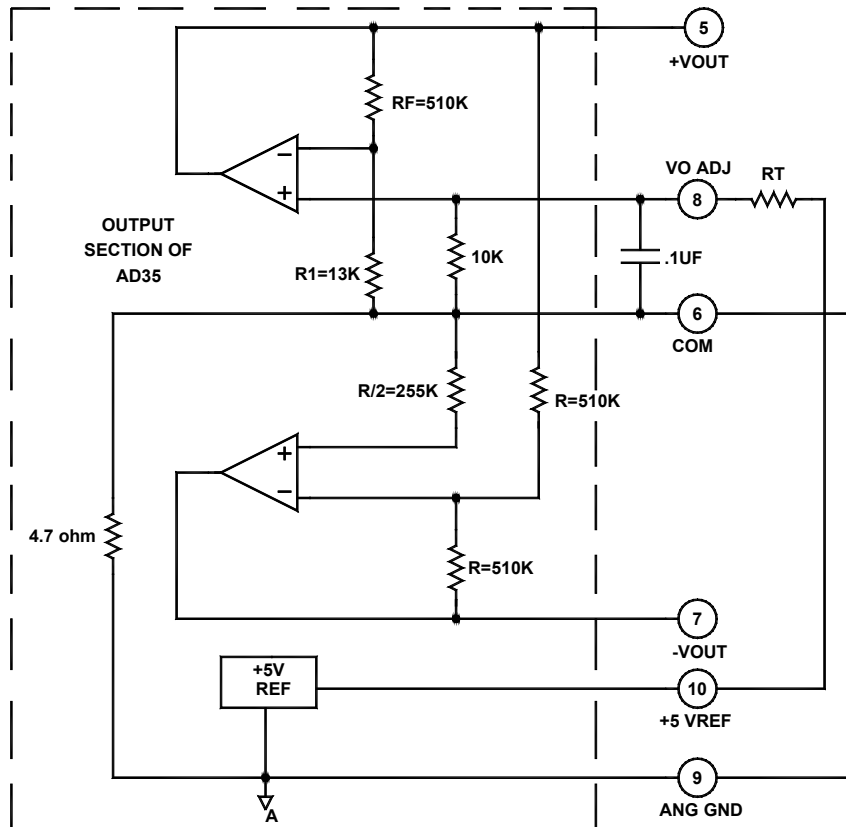 5
+VOUT
RF=510K
−
+
VO ADJ
RT
8
OUTPUT
SECTION OF
AD35
10K
.1UF
R1=13K
6
COM
R/2=255K
R=510K
+
−
4.7 ohm
R=510K
7
-VOUT
+5V
REF
10
+5 VREF
9
A
ANG GND